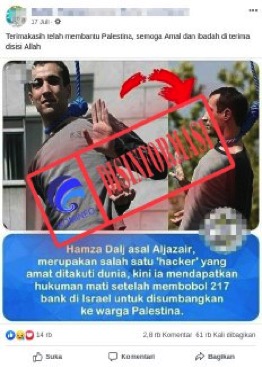 17 Juli
Terimakasih telah membantu Palestina, semoga Amal dan Ibadah di terima
disisi Allah
DISINFORMASI
KOMINFO
Hamza Dalj asal Aljazair,
merupakan salah satu 'hacker' yang
amat ditakuti dunia, kini ia mendapatkan
hukuman mati setelah membobol 217
bank di Israel untuk disumbangkan
ke warga Palestina.
14 rb
2,8 rb Komentar 61 rb Kali dibagikan
Suka
Komentari
Bagikan